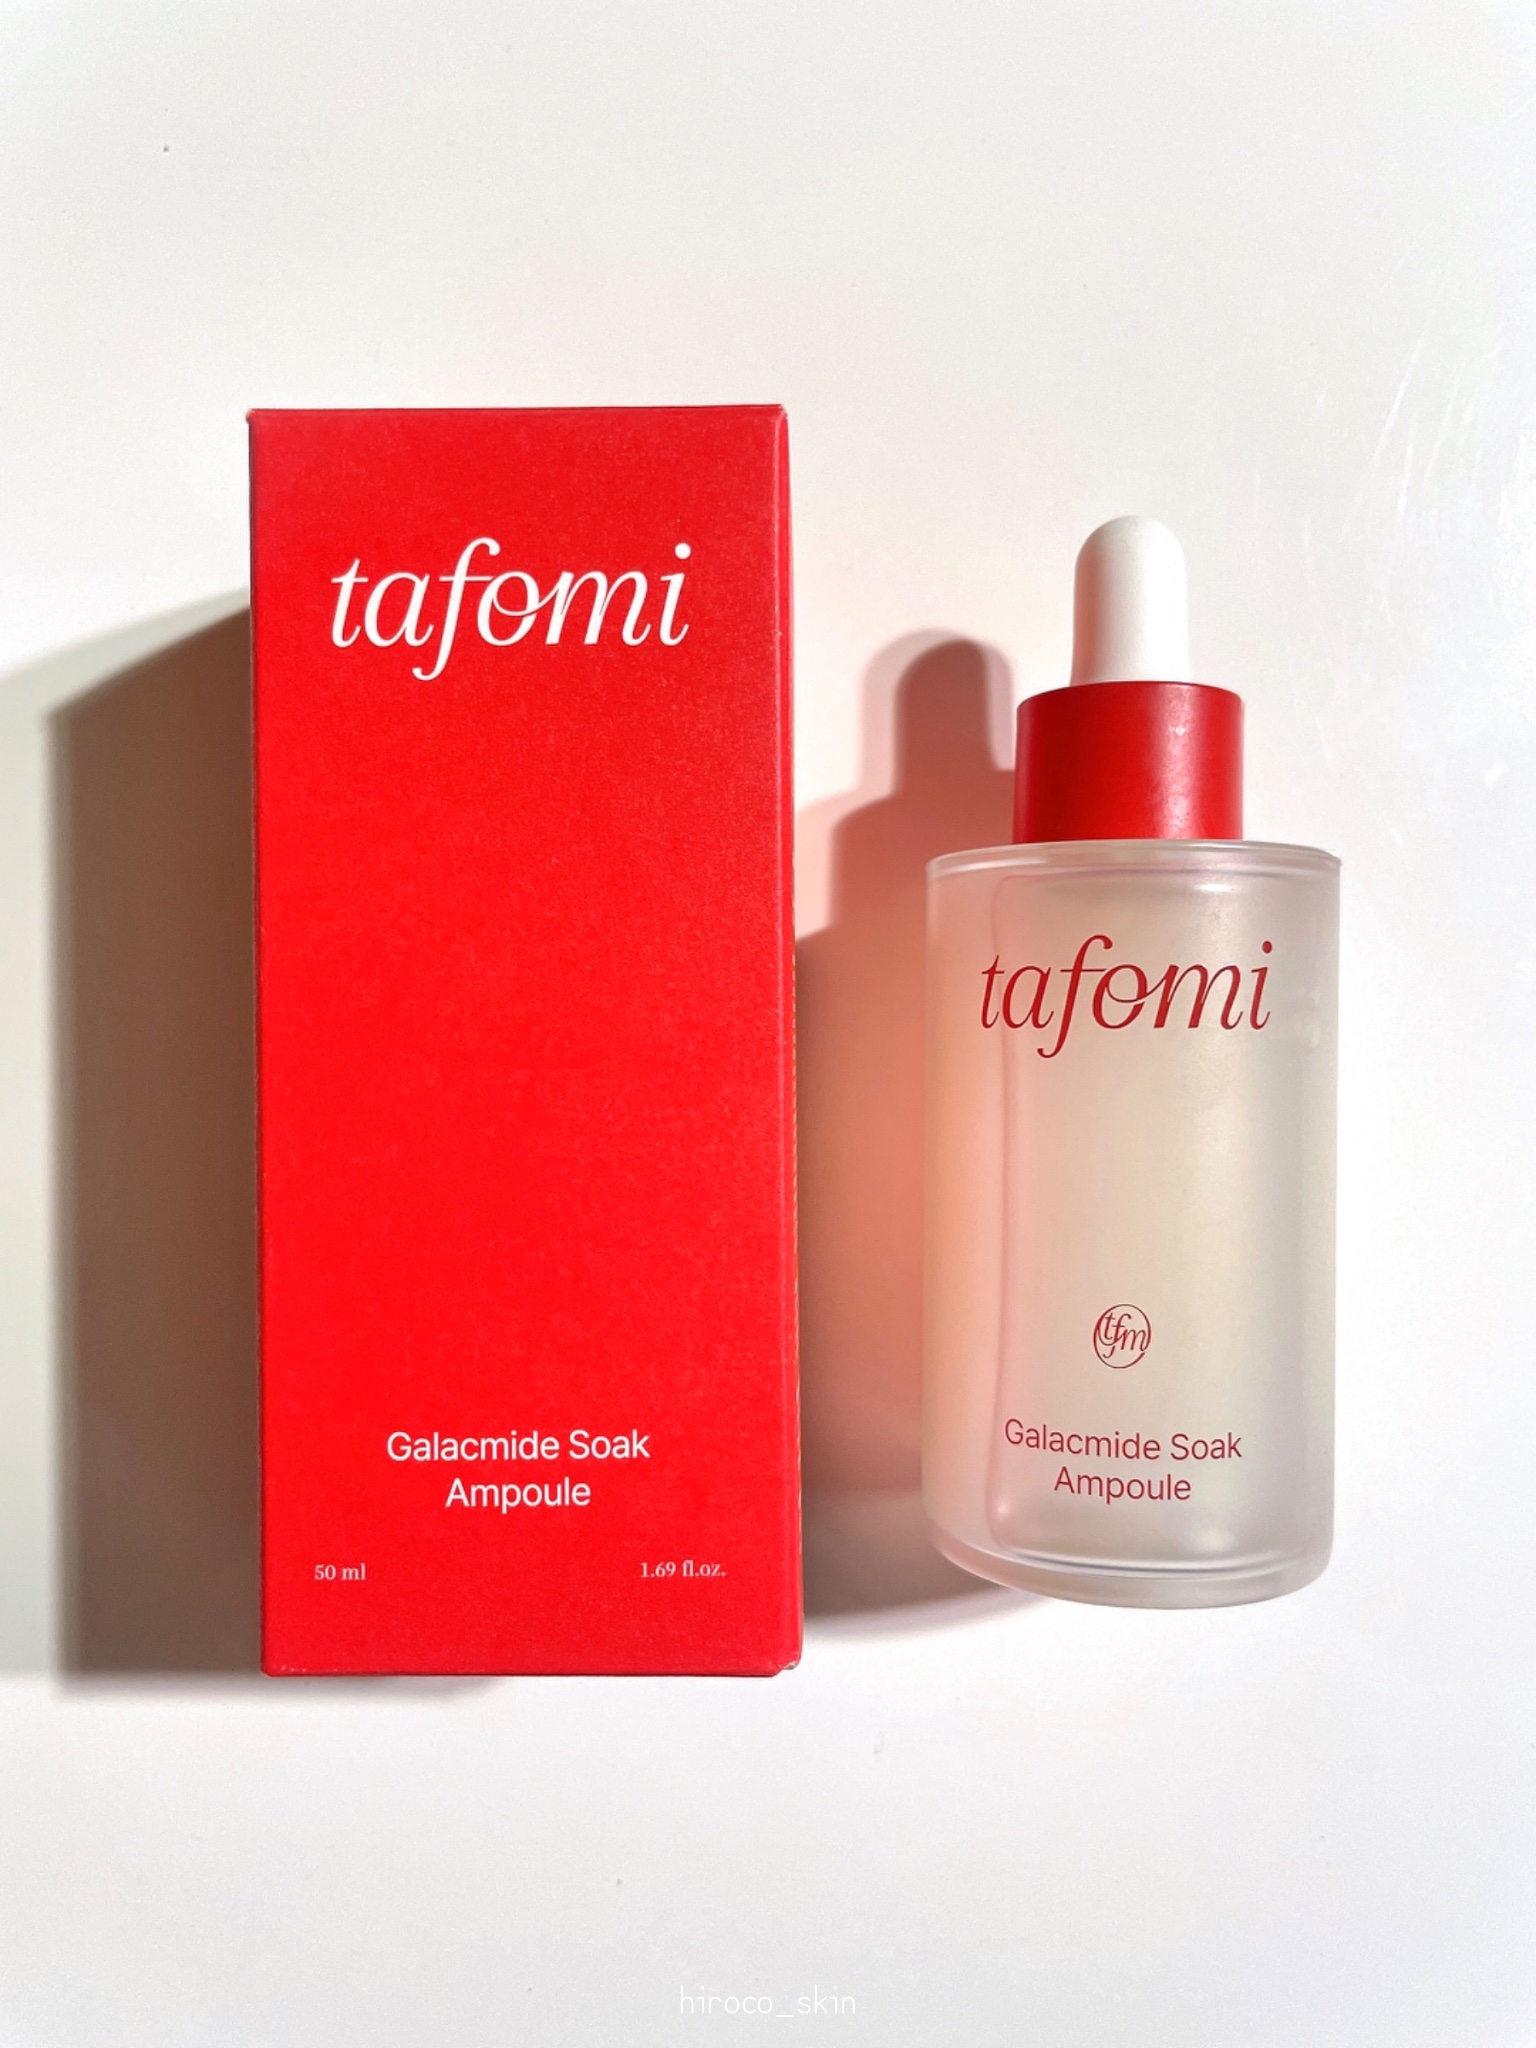 tafomi
Galacmide Soak
Ampoule
50 ml 1.69 fl.oz.
tafomi
tfm
Galacmide Soak
Ampoule
hiroco_skin